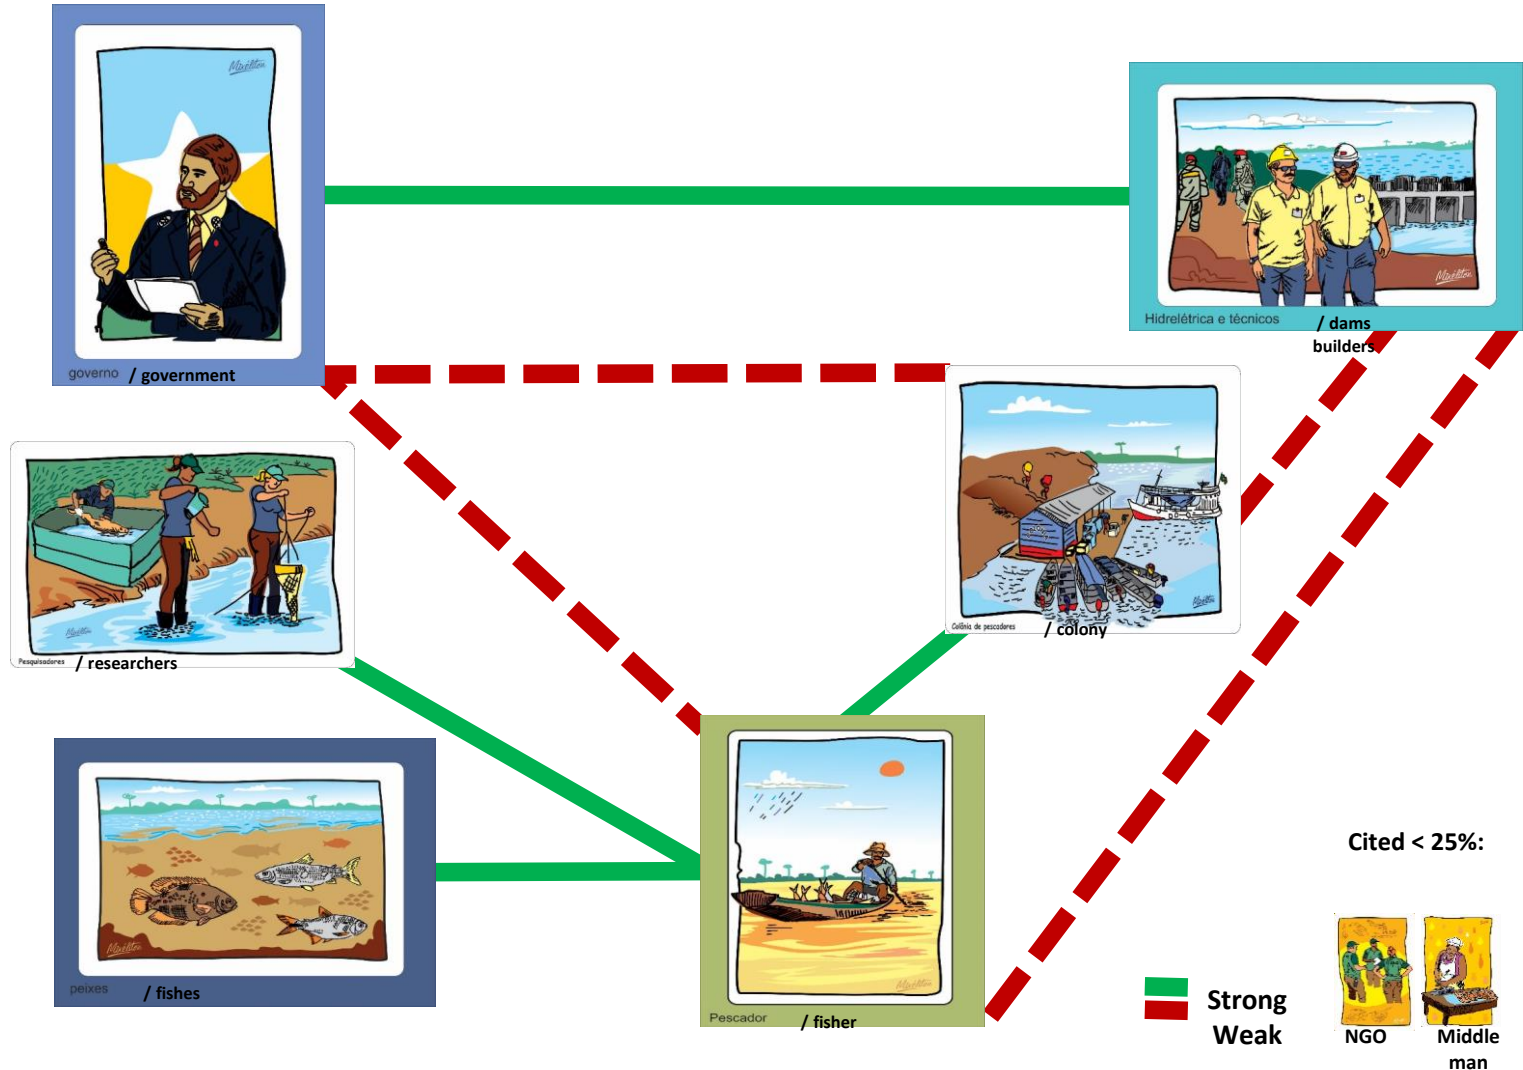 Mixélton
governo / government
Hidrelétrica e técnicos / dams
builders
Colônia de pescadores / colony
Pesquisadores / researchers
peixes / fishes
Pescador / fisher
Cited < 25%:
Strong
Weak
NGO
Middle
man